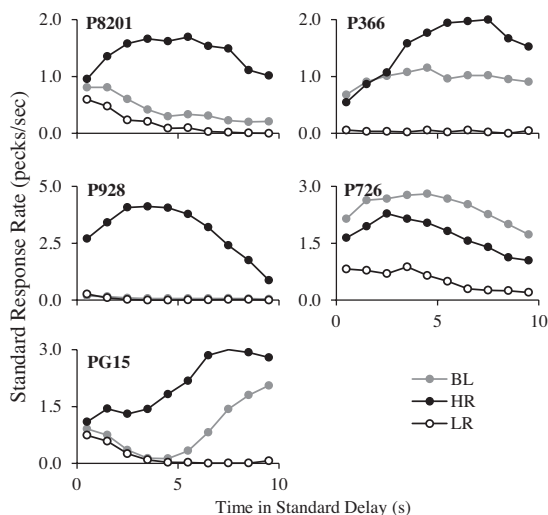 P8201
P366
2.0
1.0
0.0
2.0
1.0
0.0
P928
P726
5.0
2.5
0.0
3.0
1.5
0.0
0
5
10
PG15
3.0
1.5
0.0
0
5
10
BL
HR
LR
Standard Response Rate (pecks/sec)
Time in Standard Delay (s)